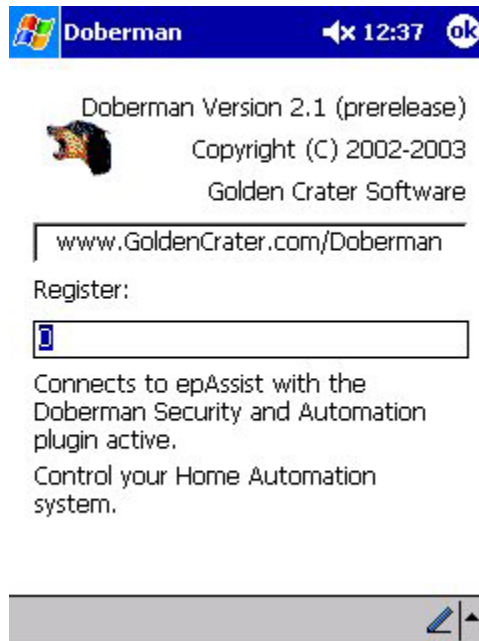 Doberman 12:37 ok
Doberman Version 2.1 (prerelease)
Copyright (C) 2002-2003
Golden Crater Software
www.GoldenCrater.com/Doberman
Register:
0
Connects to epAssist with the
Doberman Security and Automation
plugin active.
Control your Home Automation
system.